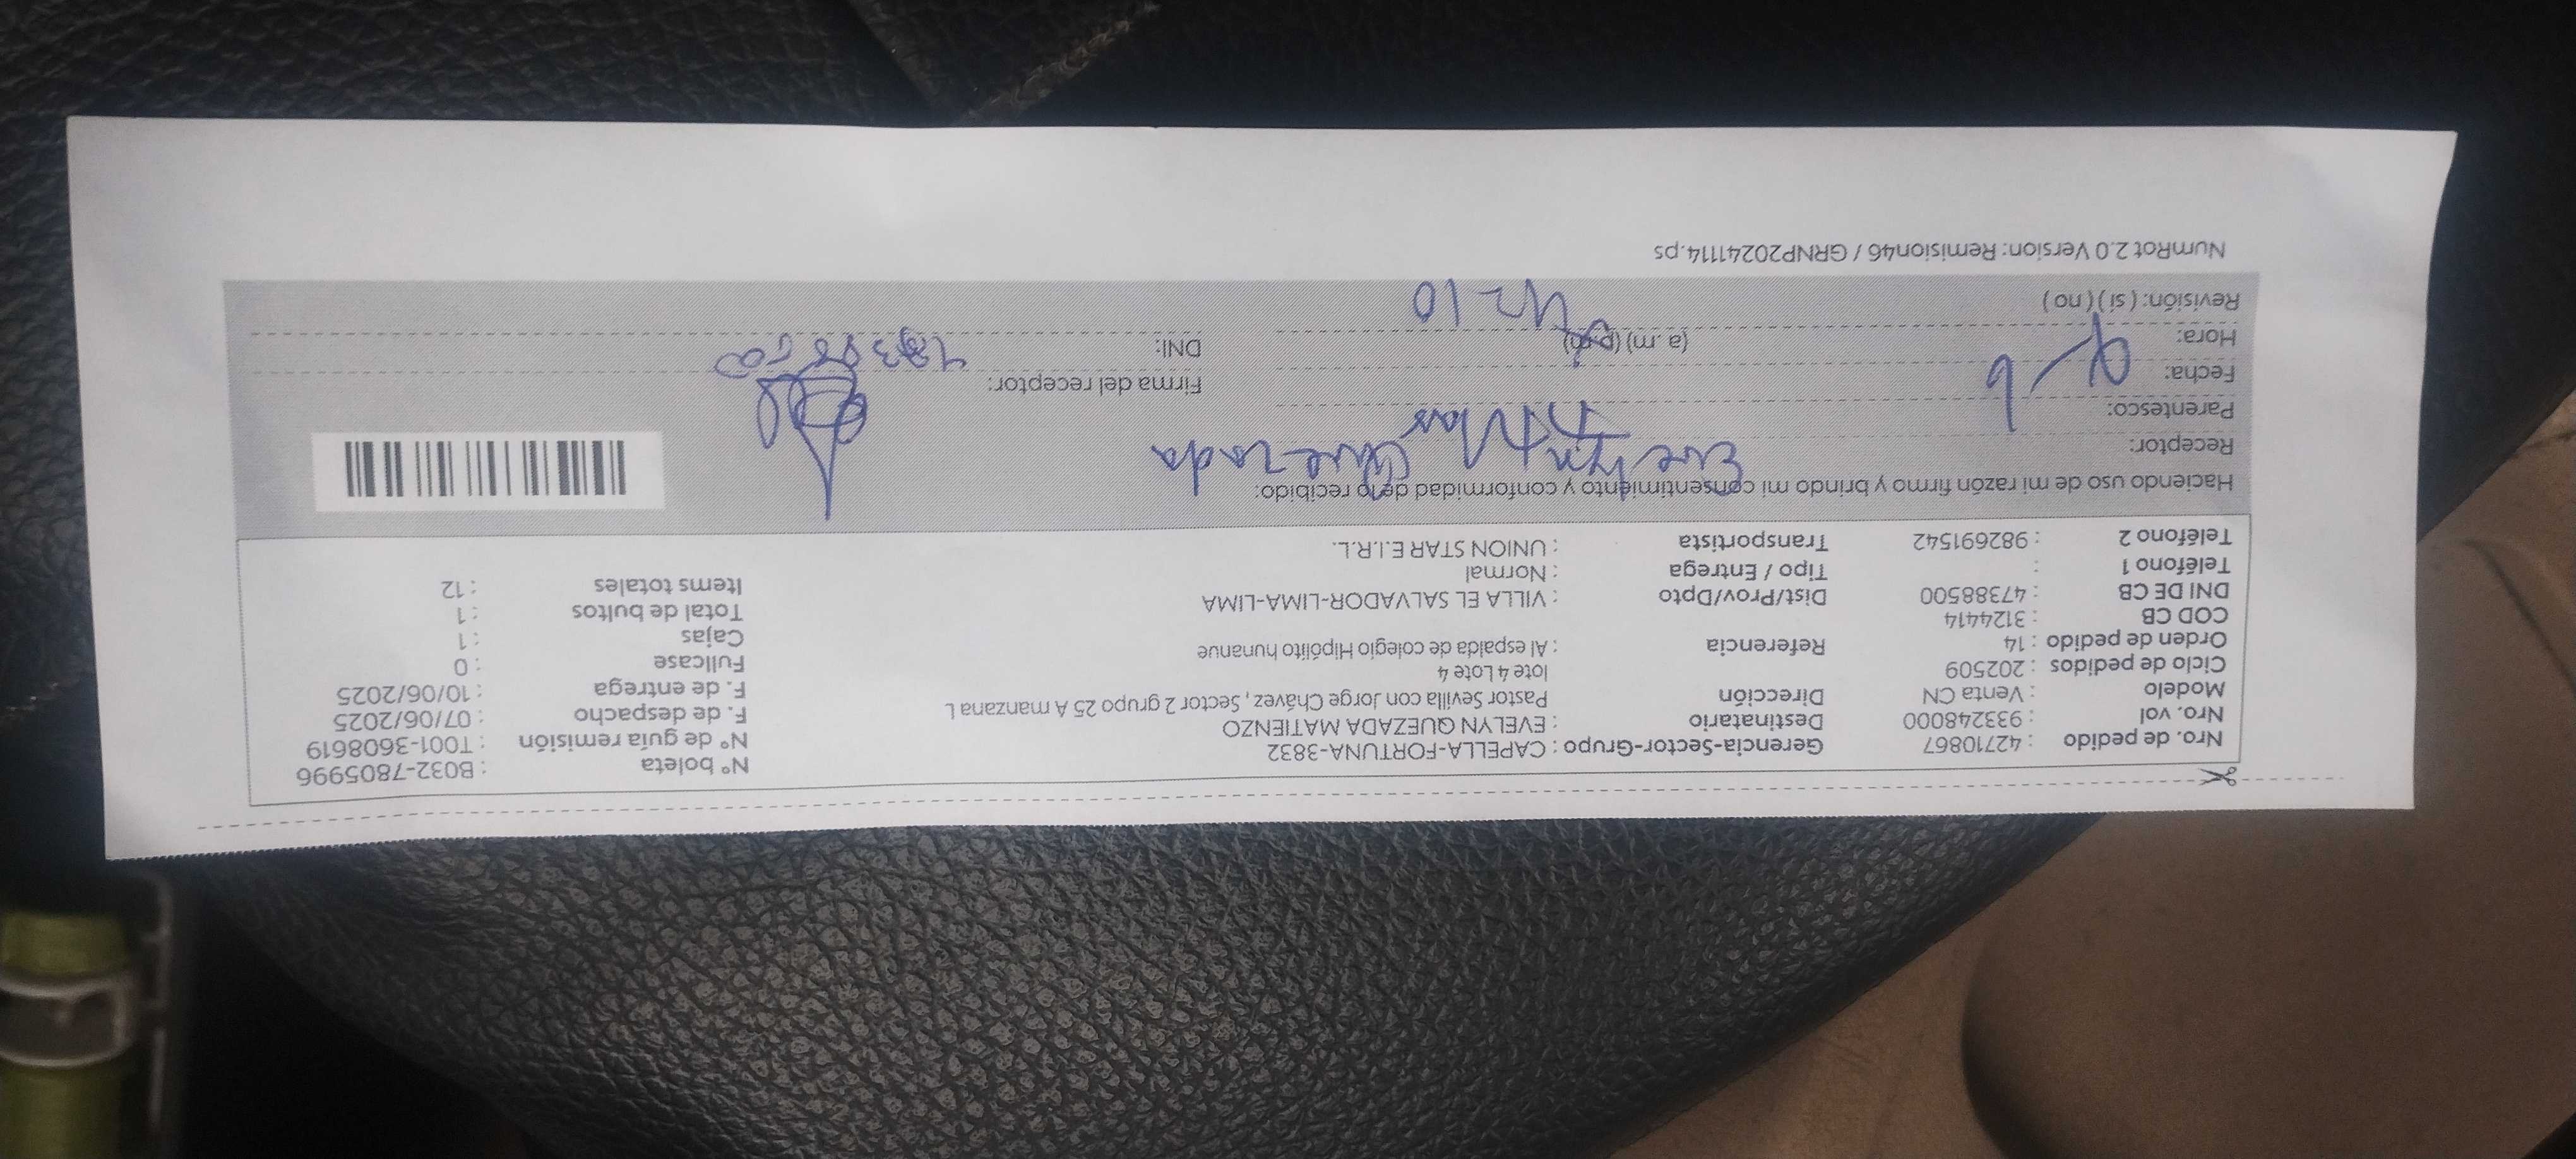 Nro. de pedido : 42710867 Gerencia-Sector-Grupo : CAPELLA-FORTUNA-3832 N° boleta : B032-7805996
Nro. vol : 933248000 Destinatario : EVELYN QUEZADA MATIENZO N° de guía remisión : T001-3608619
Modelo : Venta CN Dirección Pastor Sevilla con Jorge Chávez , Sector 2 grupo 25 A manzana L F. de despacho : 07/06/2025
Ciclo de pedidos : 202509 lote 4 Lote 4 F. de entrega : 10/06/2025
Orden de pedido : 14 Referencia : Al espalda de colegio Hipólito hunanue Fullcase : 0
COD CB : 3124414 Cajas : 1
DNI DE CB : 47388500 Dist/Prov/Dpto : VILLA EL SALVADOR-LIMA-LIMA Total de bultos : 1
Teléfono 1 : Tipo / Entrega : Normal Items totales : 12
Teléfono 2 : 982691542 Transportista : UNION STAR E.I.R.L.
Haciendo uso de mi razón firmo y brindo mi consentimiento y conformidad de lo recibido:
Receptor: Evelyn Quezada
Parentesco: Titular
Fecha: 9/6 Firma del receptor:
Hora: (a.m) (p.m) DNI:
Revisión: ( si ) ( no )
NumRot 2.0 Version: Remision46 / GRNP20241114.ps